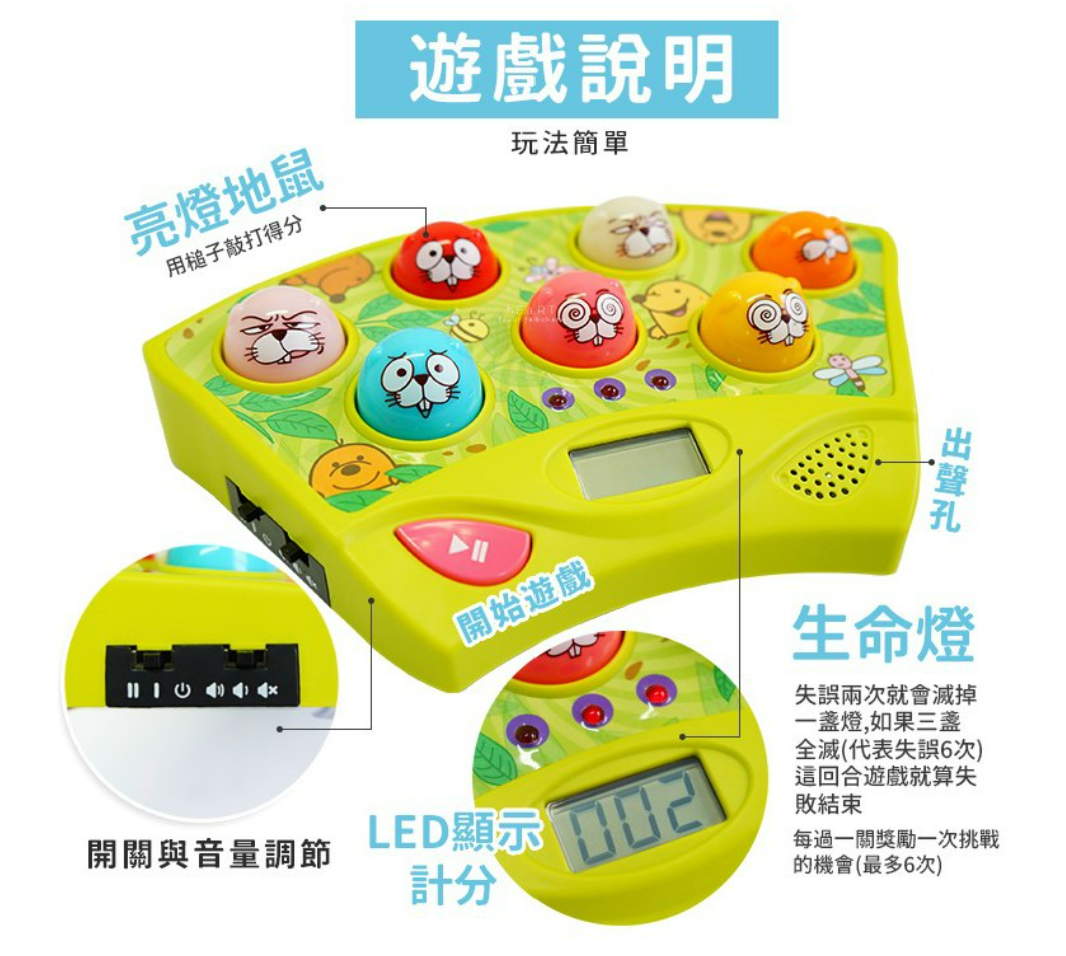 遊戲說明
玩法簡單
亮燈地鼠
用槌子敲打得分
出聲孔
開始遊戲
生命燈
失誤兩次就會滅掉
一盞燈,如果三盞
全滅(代表失誤6次)
這回合遊戲就算失
敗結束
每過一關獎勵一次挑戰
的機會(最多6次)
002
LED顯示
計分
開關與音量調節